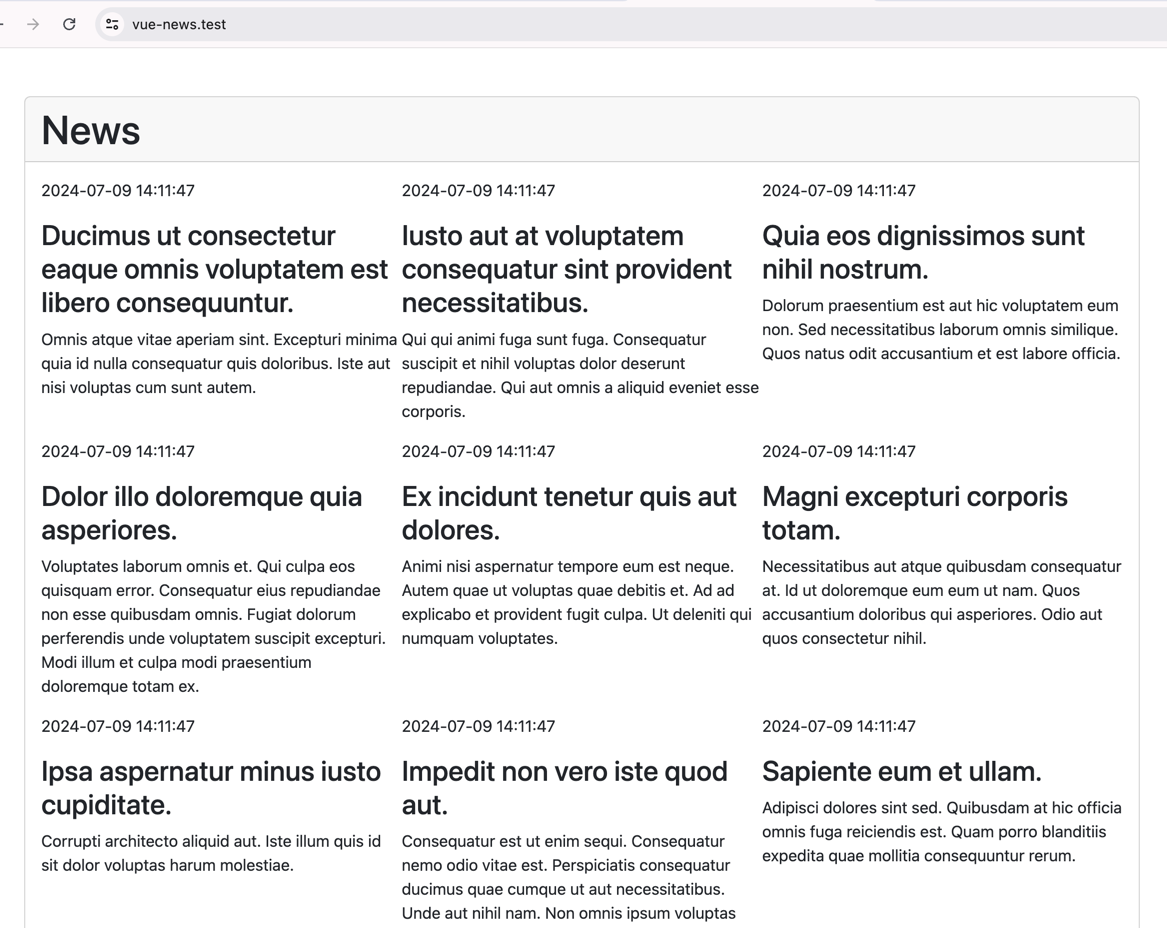 vue-news.test
News
2024-07-09 14:11:47
Ducimus ut consectetur
eaque omnis voluptatem est
libero consequuntur.
Omnis atque vitae aperiam sint. Excepturi minima
quia id nulla consequatur quis doloribus. Iste aut
nisi voluptas cum sunt autem.
2024-07-09 14:11:47
Iusto aut at voluptatem
consequatur sint provident
necessitatibus.
Qui qui animi fuga sunt fuga. Consequatur
suscipit et nihil voluptas dolor deserunt
repudiandae. Qui aut omnis a aliquid eveniet esse
corporis.
2024-07-09 14:11:47
Quia eos dignissimos sunt
nihil nostrum.
Dolorum praesentium est aut hic voluptatem eum
non. Sed necessitatibus laborum omnis similique.
Quos natus odit accusantium et est labore officia.
2024-07-09 14:11:47
Dolor illo doloremque quia
asperiores.
Voluptates laborum omnis et. Qui culpa eos
quisquam error. Consequatur eius repudiandae
non esse quibusdam omnis. Fugiat dolorum
perferendis unde voluptatem suscipit excepturi.
Modi illum et culpa modi praesentium
doloremque totam ex.
2024-07-09 14:11:47
Ex incidunt tenetur quis aut
dolores.
Animi nisi aspernatur tempore eum est neque.
Autem quae ut voluptas quae debitis et. Ad ad
explicabo et provident fugit culpa. Ut deleniti qui
numquam voluptates.
2024-07-09 14:11:47
Magni excepturi corporis
totam.
Necessitatibus aut atque quibusdam consequatur
at. Id ut doloremque eum eum ut nam. Quos
accusantium doloribus qui asperiores. Odio aut
quos consectetur nihil.
2024-07-09 14:11:47
Ipsa aspernatur minus iusto
cupiditate.
Corrupti architecto aliquid aut. Iste illum quis id
sit dolor voluptas harum molestiae.
2024-07-09 14:11:47
Impedit non vero iste quod
aut.
Consequatur est ut enim sequi. Consequatur
nemo odio vitae est. Perspiciatis consequatur
ducimus quae cumque ut aut necessitatibus.
Unde aut nihil nam. Non omnis ipsum voluptas
2024-07-09 14:11:47
Sapiente eum et ullam.
Adipisci dolores sint sed. Quibusdam at hic officia
omnis fuga reiciendis est. Quam porro blanditiis
expedita quae mollitia consequuntur rerum.